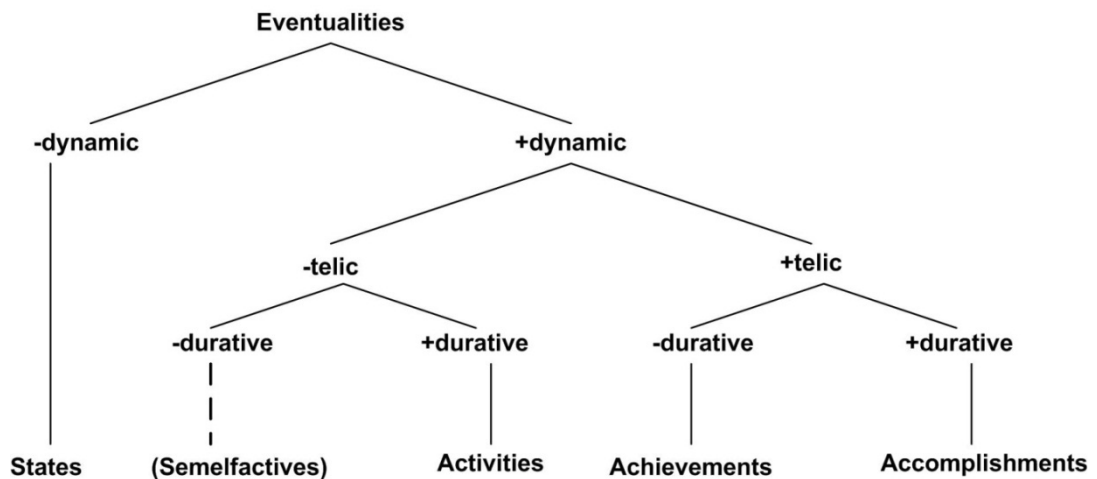 Eventualities
-dynamic +dynamic
-telic +telic
-durative +durative -durative +durative
States (Semelfactives) Activities Achievements Accomplishments